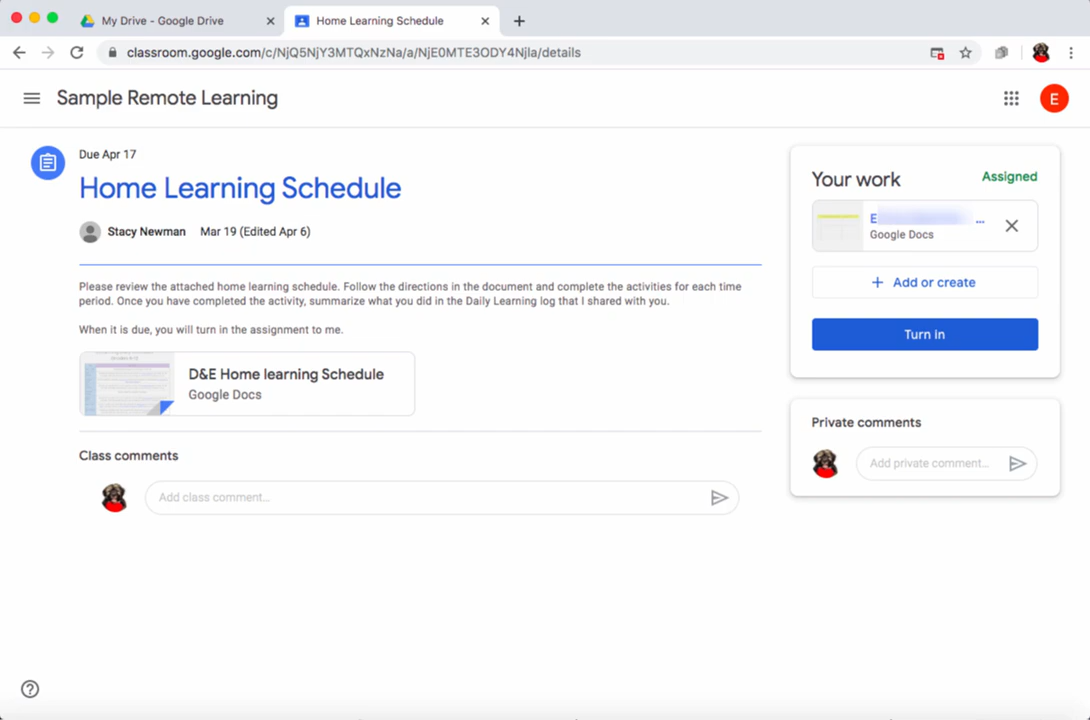 My Drive - Google Drive
Home Learning Schedule
classroom.google.com/c/NjQ5NjY3MTQxNzNa/a/NjE0MTE3ODY4Njla/details
Sample Remote Learning
E
Due Apr 17
Home Learning Schedule
Stacy Newman Mar 19 (Edited Apr 6)
Please review the attached home learning schedule. Follow the directions in the document and complete the activities for each time
period. Once you have completed the activity, summarize what you did in the Daily Learning log that I shared with you.
When it is due, you will turn in the assignment to me.
D&E Home learning Schedule
Google Docs
Class comments
Add class comment...
Your work Assigned
E ...
Google Docs
+ Add or create
Turn in
Private comments
Add private comment...